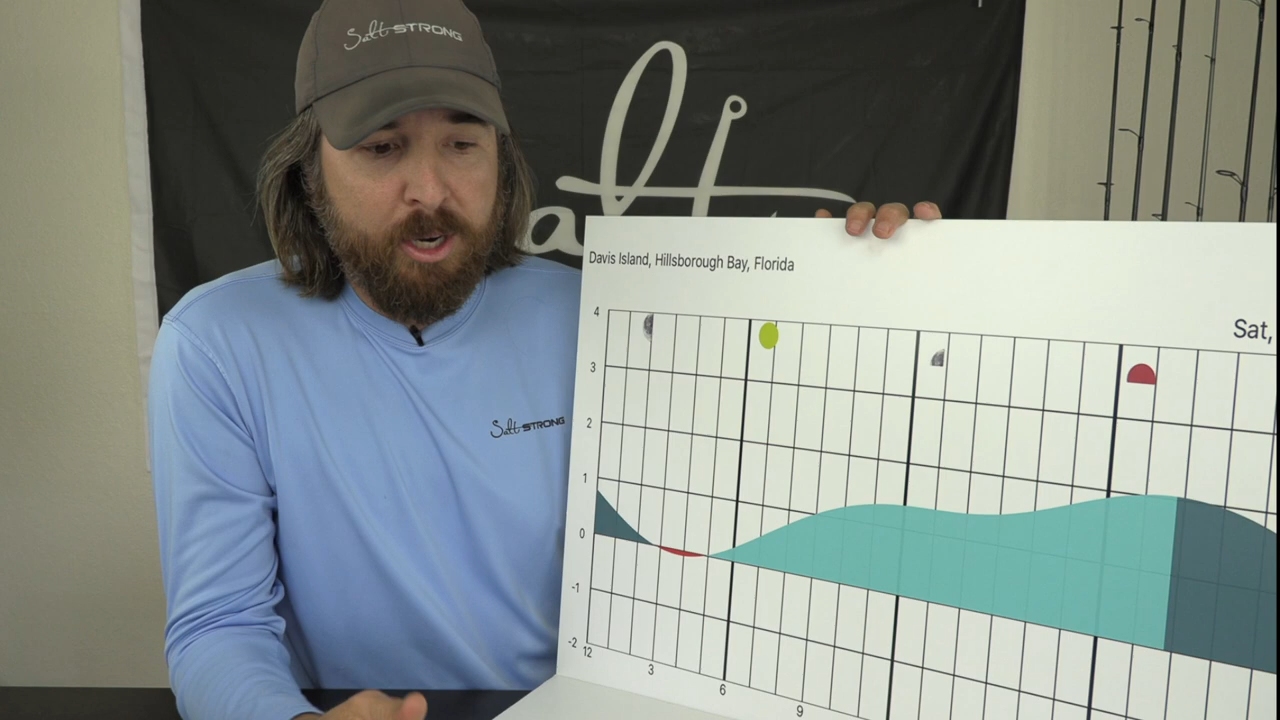 Salt STRONG
alt
Davis Island, Hillsborough Bay, Florida
Sat,
4
3
2
1
0
-1
-2
12
3
6
9
Salt STRONG